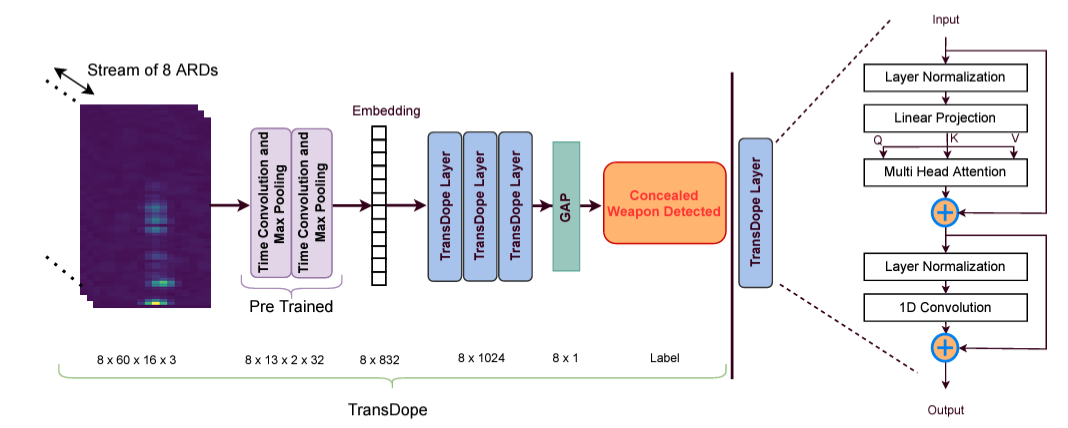 Stream of 8 ARDs
Time Convolution and
Max Pooling
Time Convolution and
Max Pooling
Pre Trained
Embedding
TransDope Layer
TransDope Layer
TransDope Layer
GAP
Concealed
Weapon Detected
8 x 60 x 16 x 3
8 x 13 x 2 x 32
8 x 832
8 x 1024
8 x 1
Label
TransDope
TransDope Layer
Input
Layer Normalization
Linear Projection
Q K V
Multi Head Attention
Layer Normalization
1D Convolution
Output